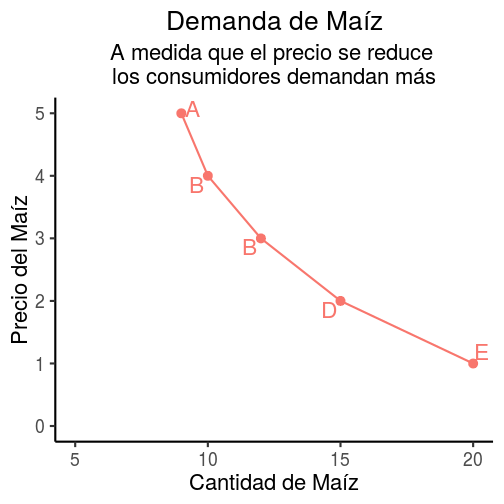 Demanda de Maíz
A medida que el precio se reduce
los consumidores demandan más
Precio del Maíz
5
4
3
2
1
0
A
B
B
D
E
5
10
15
20
Cantidad de Maíz